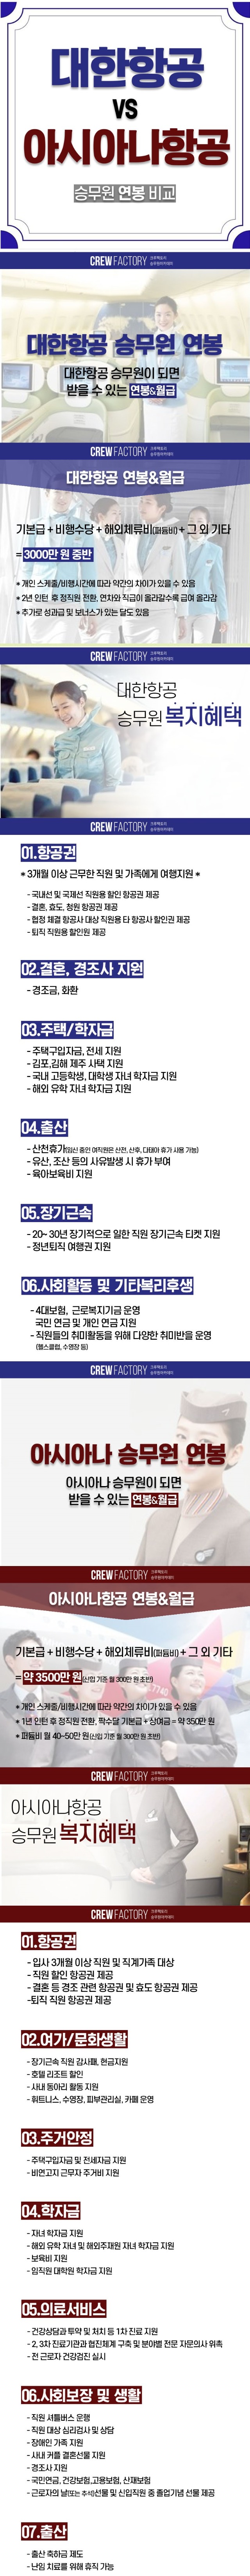 대한항공
VS
아시아나항공
승무원 연봉 비교
CREW FACTORY 크루팩토리 승무원아카데미
대한항공 승무원 연봉
대한항공 승무원이 되면
받을 수 있는 연봉&월급
CREW FACTORY 크루팩토리 승무원아카데미
대한항공 연봉&월급
기본급 + 비행수당 + 해외체류비(퍼듐비) + 그 외 기타
= 3000만 원 중반
* 개인 스케줄/비행시간에 따라 약간의 차이가 있을 수 있음
* 2년 인턴 후 정직원 전환, 연차와 직급이 올라갈수록 급여 올라감
* 추가로 성과급 및 보너스가 있는 달도 있음
CREW FACTORY 크루팩토리 승무원아카데미
대한항공
승무원 복지혜택
CREW FACTORY 크루팩토리 승무원아카데미
01.항공권
* 3개월 이상 근무한 직원 및 가족에게 여행지원 *
- 국내선 및 국제선 직원용 할인 항공권 제공
- 결혼, 효도, 청원 항공권 제공
- 협정 체결 항공사 대상 직원용 타 항공사 할인권 제공
- 퇴직 직원용 할인원 제공
02.결혼, 경조사 지원
- 경조금, 화환
03.주택/학자금
- 주택구입자금, 전세 지원
- 김포,김해 제주 사택 지원
- 국내 고등학생, 대학생 자녀 학자금 지원
- 해외 유학 자녀 학자금 지원
04.출산
- 산천휴가(임신 중인 여직원은 산전, 산후, 다태아 휴가 사용 가능)
- 유산, 조산 등의 사유발생 시 휴가 부여
- 육아보육비 지원
05.장기근속
- 20~ 30년 장기적으로 일한 직원 장기근속 티켓 지원
- 정년퇴직 여행권 지원
06.사회활동 및 기타복리후생
- 4대보험, 근로복지기금 운영
국민 연금 및 개인 연금 지원
- 직원들의 취미활동을 위해 다양한 취미반을 운영
(헬스클럽, 수영장 등)
CREW FACTORY 크루팩토리 승무원아카데미
아시아나 승무원 연봉
아시아나 승무원이 되면
받을 수 있는 연봉&월급
CREW FACTORY 크루팩토리 승무원아카데미
아시아나항공 연봉&월급
기본급 + 비행수당 + 해외체류비(퍼듐비) + 그 외 기타
= 약 3500만 원(신입 기준 월 300만 원 초반)
* 개인 스케줄/비행시간에 따라 약간의 차이가 있을 수 있음
* 1년 인턴 후 정직원 전환, 짝수달 기본급 + 상여금 = 약 350만 원
* 퍼듐비 월 40~50만 원(신입 기준 월 300만 원 초반)
7740
CREW FACTORY 크루팩토리 승무원아카데미
아시아나항공
승무원 복지혜택
CREW FACTORY 크루팩토리 승무원아카데미
01.항공권
- 입사 3개월 이상 직원 및 직계가족 대상
- 직원 할인 항공권 제공
- 결혼 등 경조 관련 항공권 및 효도 항공권 제공
-퇴직 직원 항공권 제공
02.여가/문화생활
- 장기근속 직원 감사패, 현금지원
- 호텔 리조트 할인
- 사내 동아리 활동 지원
- 휘트니스, 수영장, 피부관리실, 카페 운영
03.주거안정
- 주택구입자금 및 전세자금 지원
- 비연고지 근무자 주거비 지원
04.학자금
- 자녀 학자금 지원
- 해외 유학 자녀 및 해외주재원 자녀 학자금 지원
- 보육비 지원
- 임직원 대학원 학자금 지원
05.의료서비스
- 건강상담과 투약 및 처치 등 1차 진료 지원
- 2, 3차 진료기관과 협진체계 구축 및 분야별 전문 자문의사 위촉
- 전 근로자 건강검진 실시
06.사회보장 및 생활
- 직원 셔틀버스 운행
- 직원 대상 심리검사 및 상담
- 장애인 가족 지원
- 사내 커플 결혼선물 지원
- 경조사 지원
- 국민연금, 건강보험,고용보험, 산재보험
- 근로자의 날(또는 추석)선물 및 신입직원 중 졸업기념 선물 제공
07.출산
- 출산 축하금 제도
- 난임 치료를 위해 휴직 가능